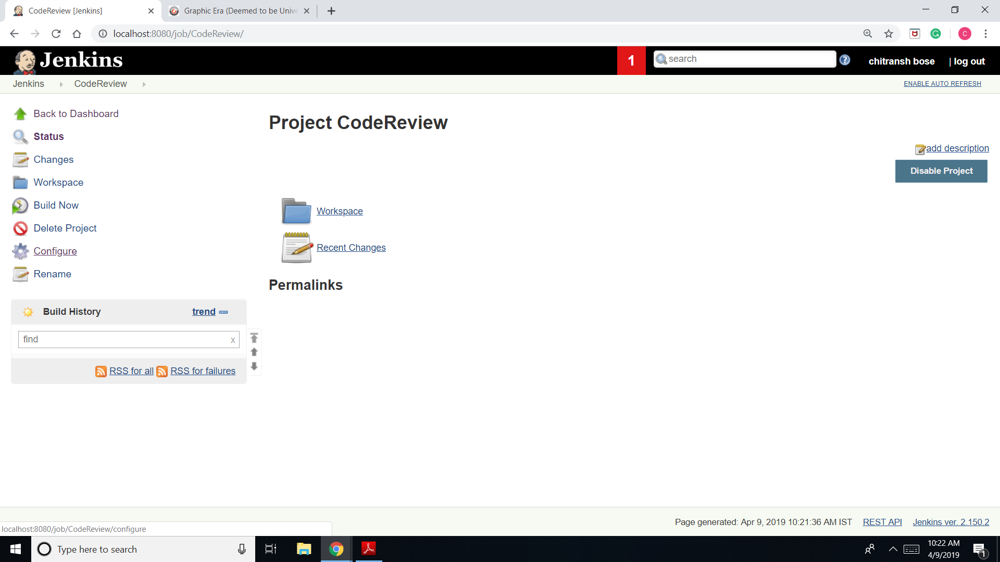 CodeReview [Jenkins]
Graphic Era (Deemed to be Unive
localhost:8080/job/CodeReview/
C
Jenkins
1
search
chitransh bose
| log out
Jenkins
CodeReview
ENABLE AUTO REFRESH
Back to Dashboard
Status
Changes
Workspace
Build Now
Delete Project
Configure
Rename
Project CodeReview
add description
Disable Project
Workspace
Recent Changes
Permalinks
Build History
trend
find
x
RSS for all
RSS for failures
Page generated: Apr 9, 2019 10:21:36 AM IST
REST API
Jenkins ver. 2.150.2
localhost:8080/job/CodeReview/configure
Type here to search
10:22 AM
4/9/2019
1